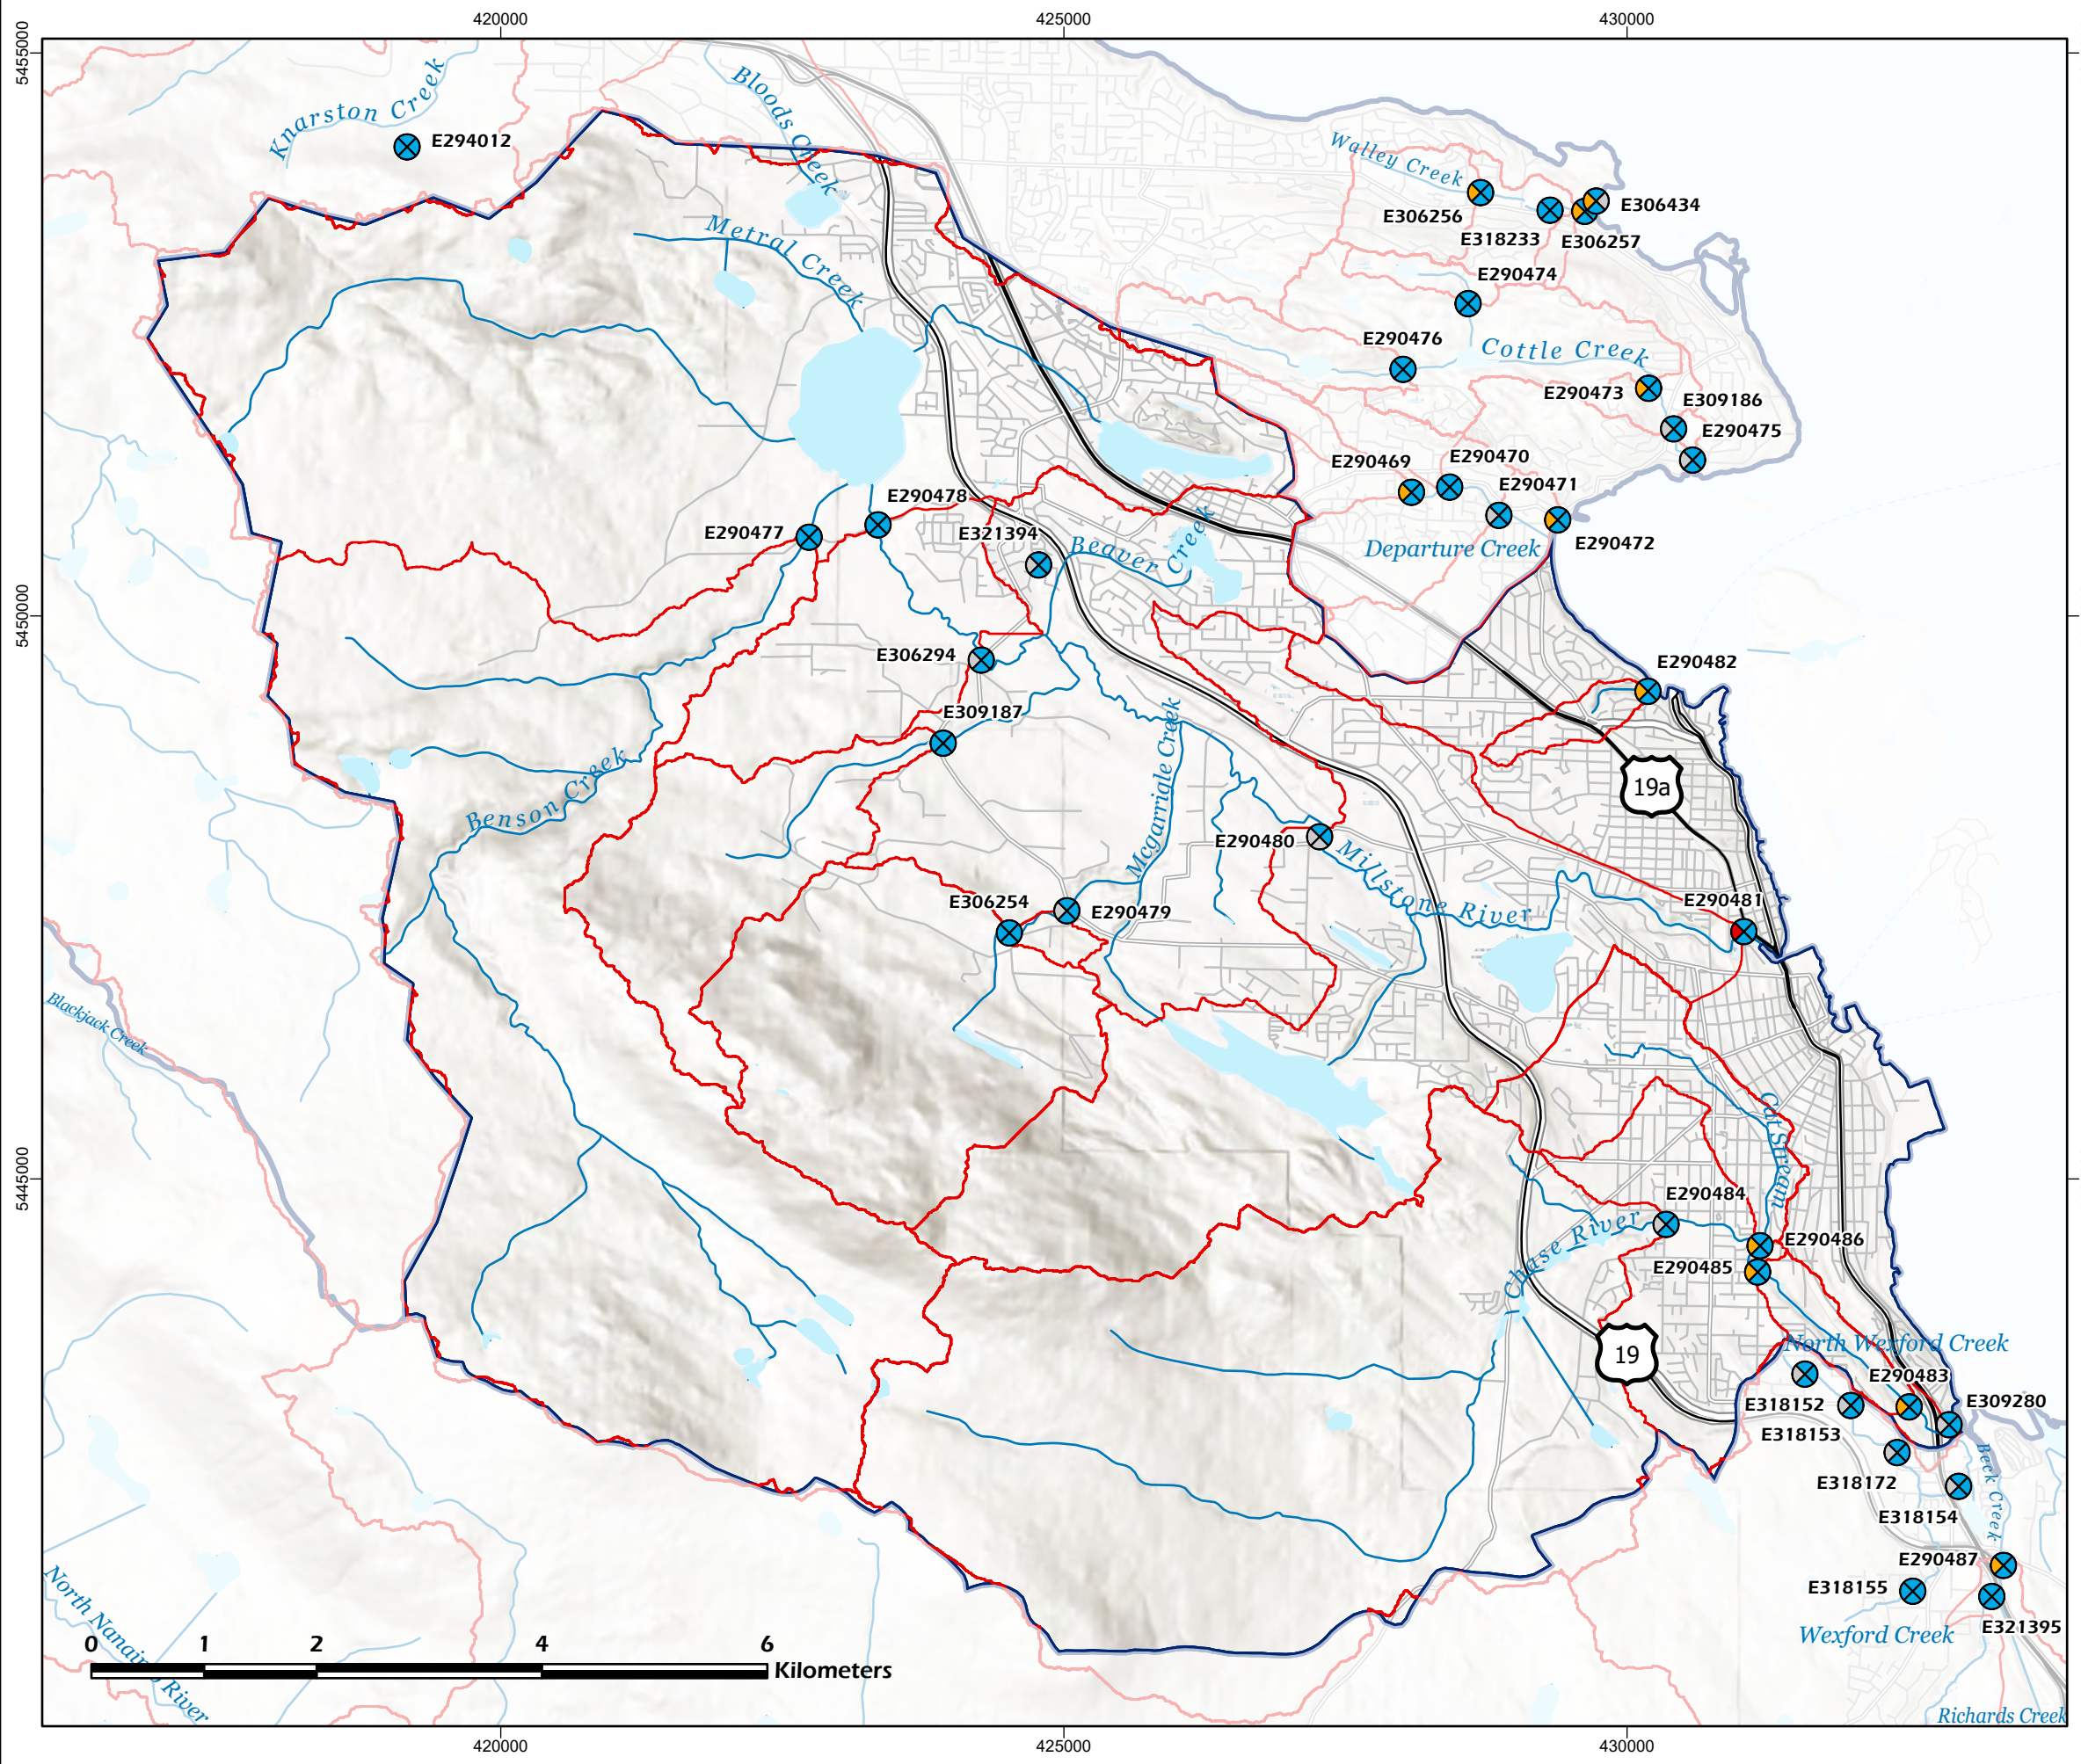 420000
425000
430000
5455000
Knarston Creek
E294012
Bloods Creek
Walley Creek
E306256
E306434
E318233
E306257
Metral Creek
E290474
E290476
Cottle Creek
E290473
E309186
E290475
E290469
E290470
E290471
E290478
E290477
E321394
Beaver Creek
Departure Creek
E290472
5450000
E306294
E290482
E309187
Mcgarrigle Creek
Benson Creek
19a
E290480
Millstone River
E306254
E290479
E290481
Blackjack Creek
Cat Stream
5445000
E290484
Chase River
E290486
E290485
North Wexford Creek
19
E290483
E318152
E309280
E318153
Beck Creek
E318172
E318154
E290487
E318155
E321395
Wexford Creek
North Nanaimo River
0 1 2 4 6
Kilometers
Richards Creek
420000
425000
430000